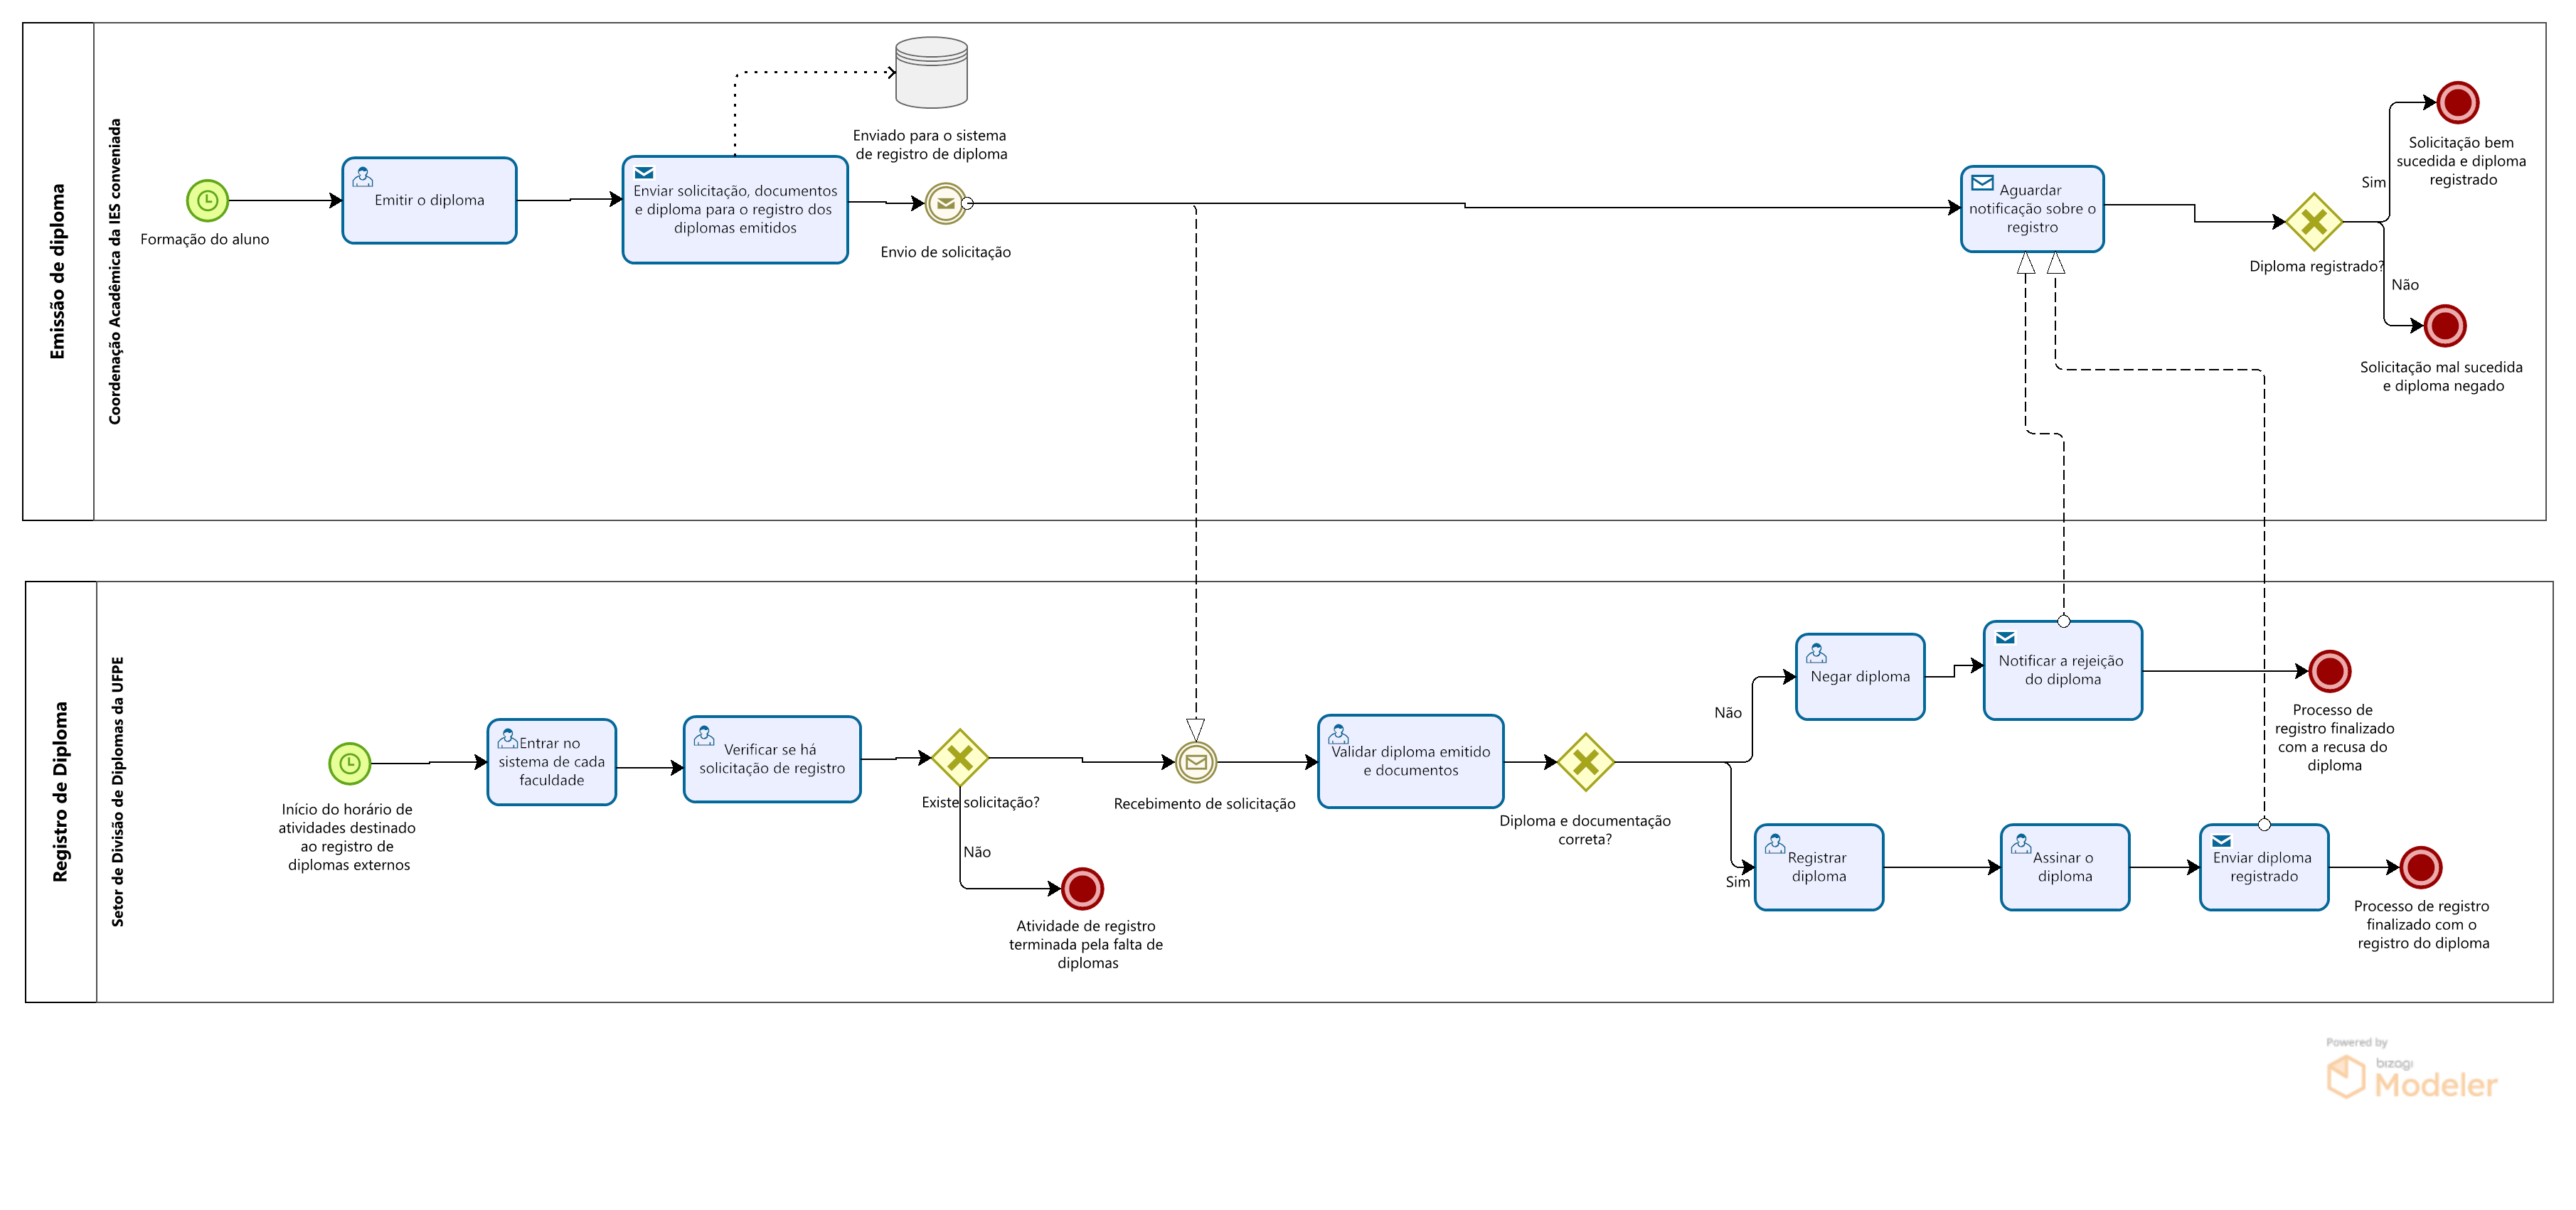 Emissão de diploma
Coordenação Acadêmica da IES conveniada
Formação do aluno
Emitir o diploma
Enviar solicitação, documentos
e diploma para o registro dos
diplomas emitidos
Enviado para o sistema
de registro de diploma
Envio de solicitação
Aguardar
notificação sobre o
registro
Diploma registrado?
Sim
Solicitação bem
sucedida e diploma
registrado
Não
Solicitação mal sucedida
e diploma negado
Registro de Diploma
Setor de Divisão de Diplomas da UFPE
Início do horário de
atividades destinado
ao registro de
diplomas externos
Entrar no
sistema de cada
faculdade
Verificar se há
solicitação de registro
Existe solicitação?
Não
Atividade de registro
terminada pela falta de
diplomas
Recebimento de solicitação
Validar diploma emitido
e documentos
Diploma e documentação
correta?
Não
Negar diploma
Notificar a rejeição
do diploma
Processo de
registro finalizado
com a recusa do
diploma
Sim
Registrar
diploma
Assinar o
diploma
Enviar diploma
registrado
Processo de registro
finalizado com o
registro do diploma
Powered by
bizagi
Modeler